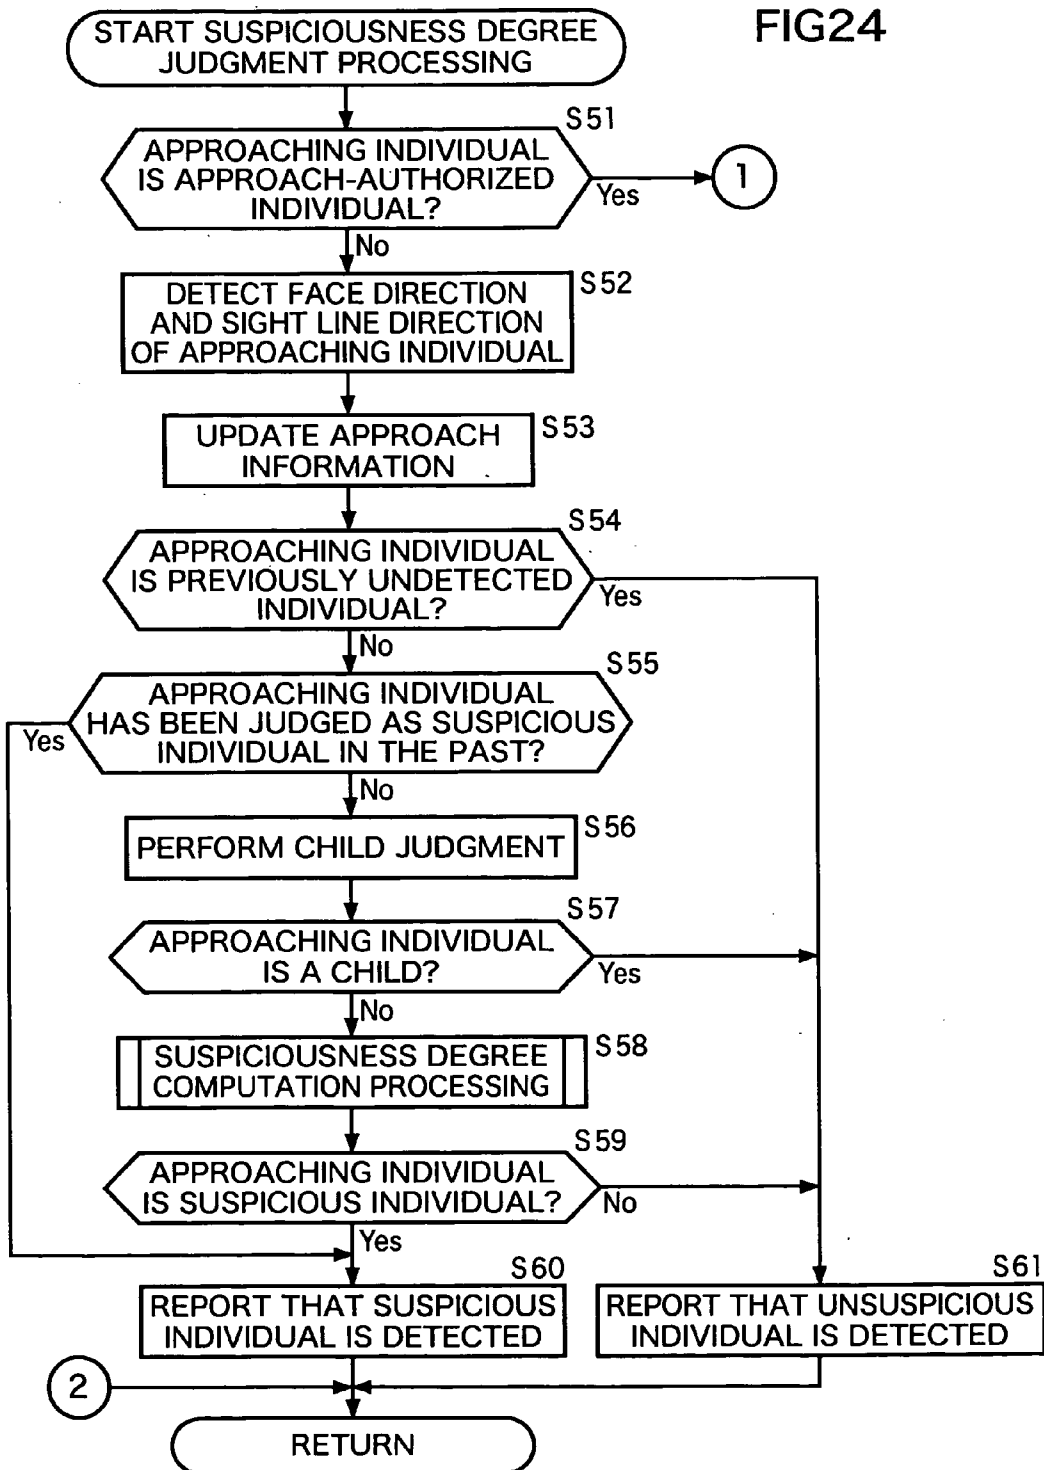 FIG24
START SUSPICIOUSNESS DEGREE
JUDGMENT PROCESSING
S51
APPROACHING INDIVIDUAL
IS APPROACH-AUTHORIZED
INDIVIDUAL?
Yes
1
No
S52
DETECT FACE DIRECTION
AND SIGHT LINE DIRECTION
OF APPROACHING INDIVIDUAL
S53
UPDATE APPROACH
INFORMATION
S54
APPROACHING INDIVIDUAL
IS PREVIOUSLY UNDETECTED
INDIVIDUAL?
Yes
No
S55
APPROACHING INDIVIDUAL
HAS BEEN JUDGED AS SUSPICIOUS
INDIVIDUAL IN THE PAST?
Yes
No
S56
PERFORM CHILD JUDGMENT
S57
APPROACHING INDIVIDUAL
IS A CHILD?
Yes
No
S58
SUSPICIOUSNESS DEGREE
COMPUTATION PROCESSING
S59
APPROACHING INDIVIDUAL
IS SUSPICIOUS INDIVIDUAL?
No
Yes
S60
REPORT THAT SUSPICIOUS
INDIVIDUAL IS DETECTED
S61
REPORT THAT UNSUSPICIOUS
INDIVIDUAL IS DETECTED
2
RETURN